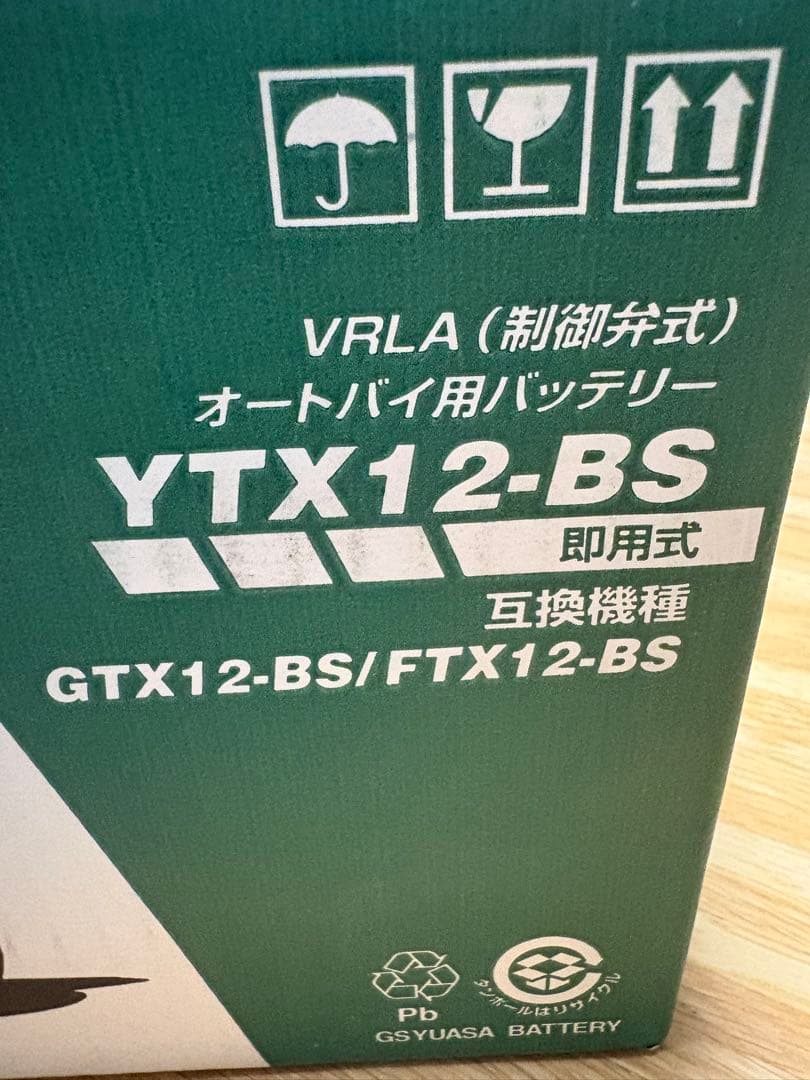 VRLA(制御弁式)
オートバイ用バッテリー
YTX12-BS
即用式
互換機種
GTX12-BS/FTX12-BS
Pb
ダンボールはリサイクル
GSYUASA BATTERY